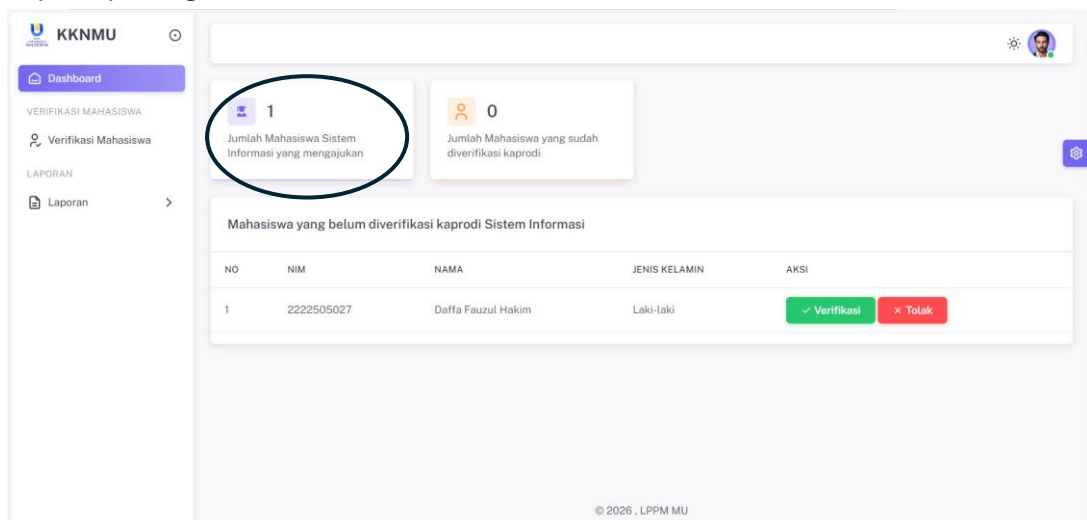 KKNMU
Dashboard
VERIFIKASI MAHASISWA
Verifikasi Mahasiswa
LAPORAN
Laporan
1
Jumlah Mahasiswa Sistem
Informasi yang mengajukan
0
Jumlah Mahasiswa yang sudah
diverifikasi kaprodi
Mahasiswa yang belum diverifikasi kaprodi Sistem Informasi
NO NIM NAMA JENIS KELAMIN AKSI
1 2222505027 Daffa Fauzul Hakim Laki-laki Verifikasi Tolak
© 2026 , LPPM MU